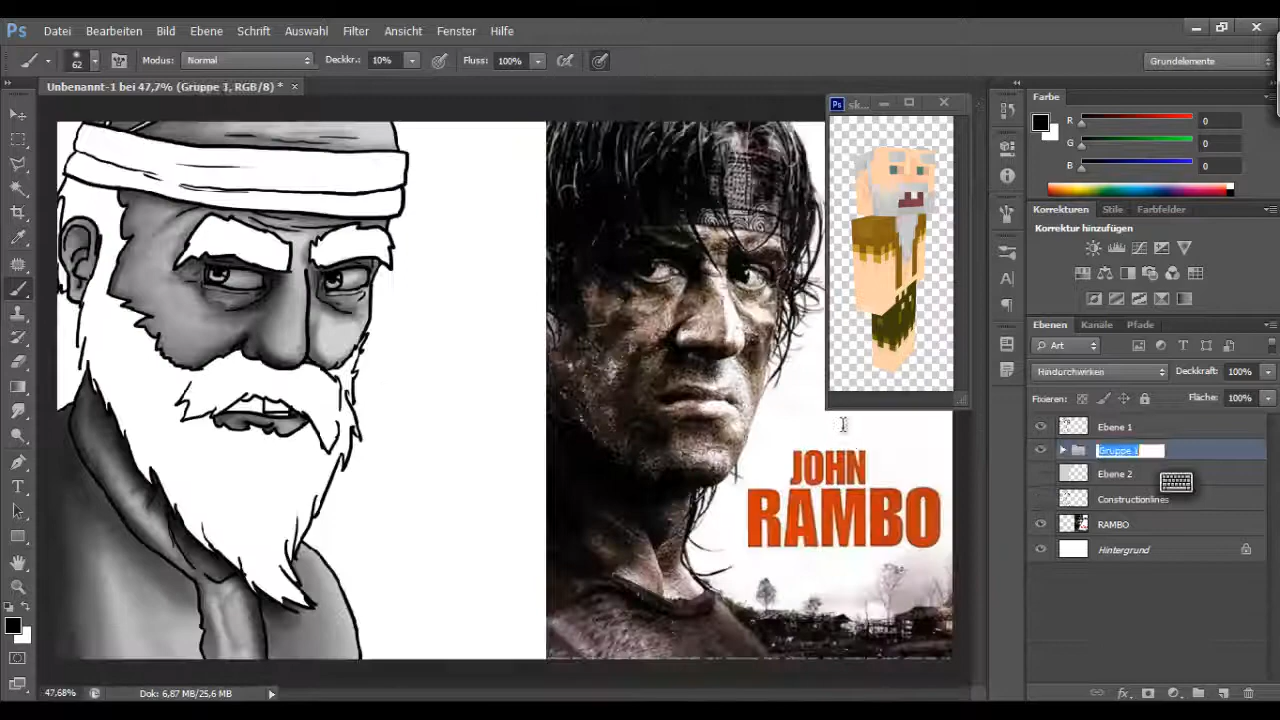 Ps Datei Bearbeiten Bild Ebene Schrift Auswahl Filter Ansicht Fenster Hilfe
62 Modus: Normal Deckkr.: 10% Fluss: 100% Grundelemente
Unbenannt-1 bei 47,7% (Gruppe 1, RGB/8) * ×
Ps sk...
Farbe
R 0
G 0
B 0
Korrekturen Stile Farbfelder
Korrektur hinzufügen
Ebenen Kanäle Pfade
Art
Hindurchwirken Deckkraft: 100%
Fixieren: Fläche: 100%
Ebene 1
Gruppe 1
Ebene 2
Constructionlines
RAMBO
Hintergrund
JOHN
RAMBO
47,68% Dok: 6,87 MB/25,6 MB